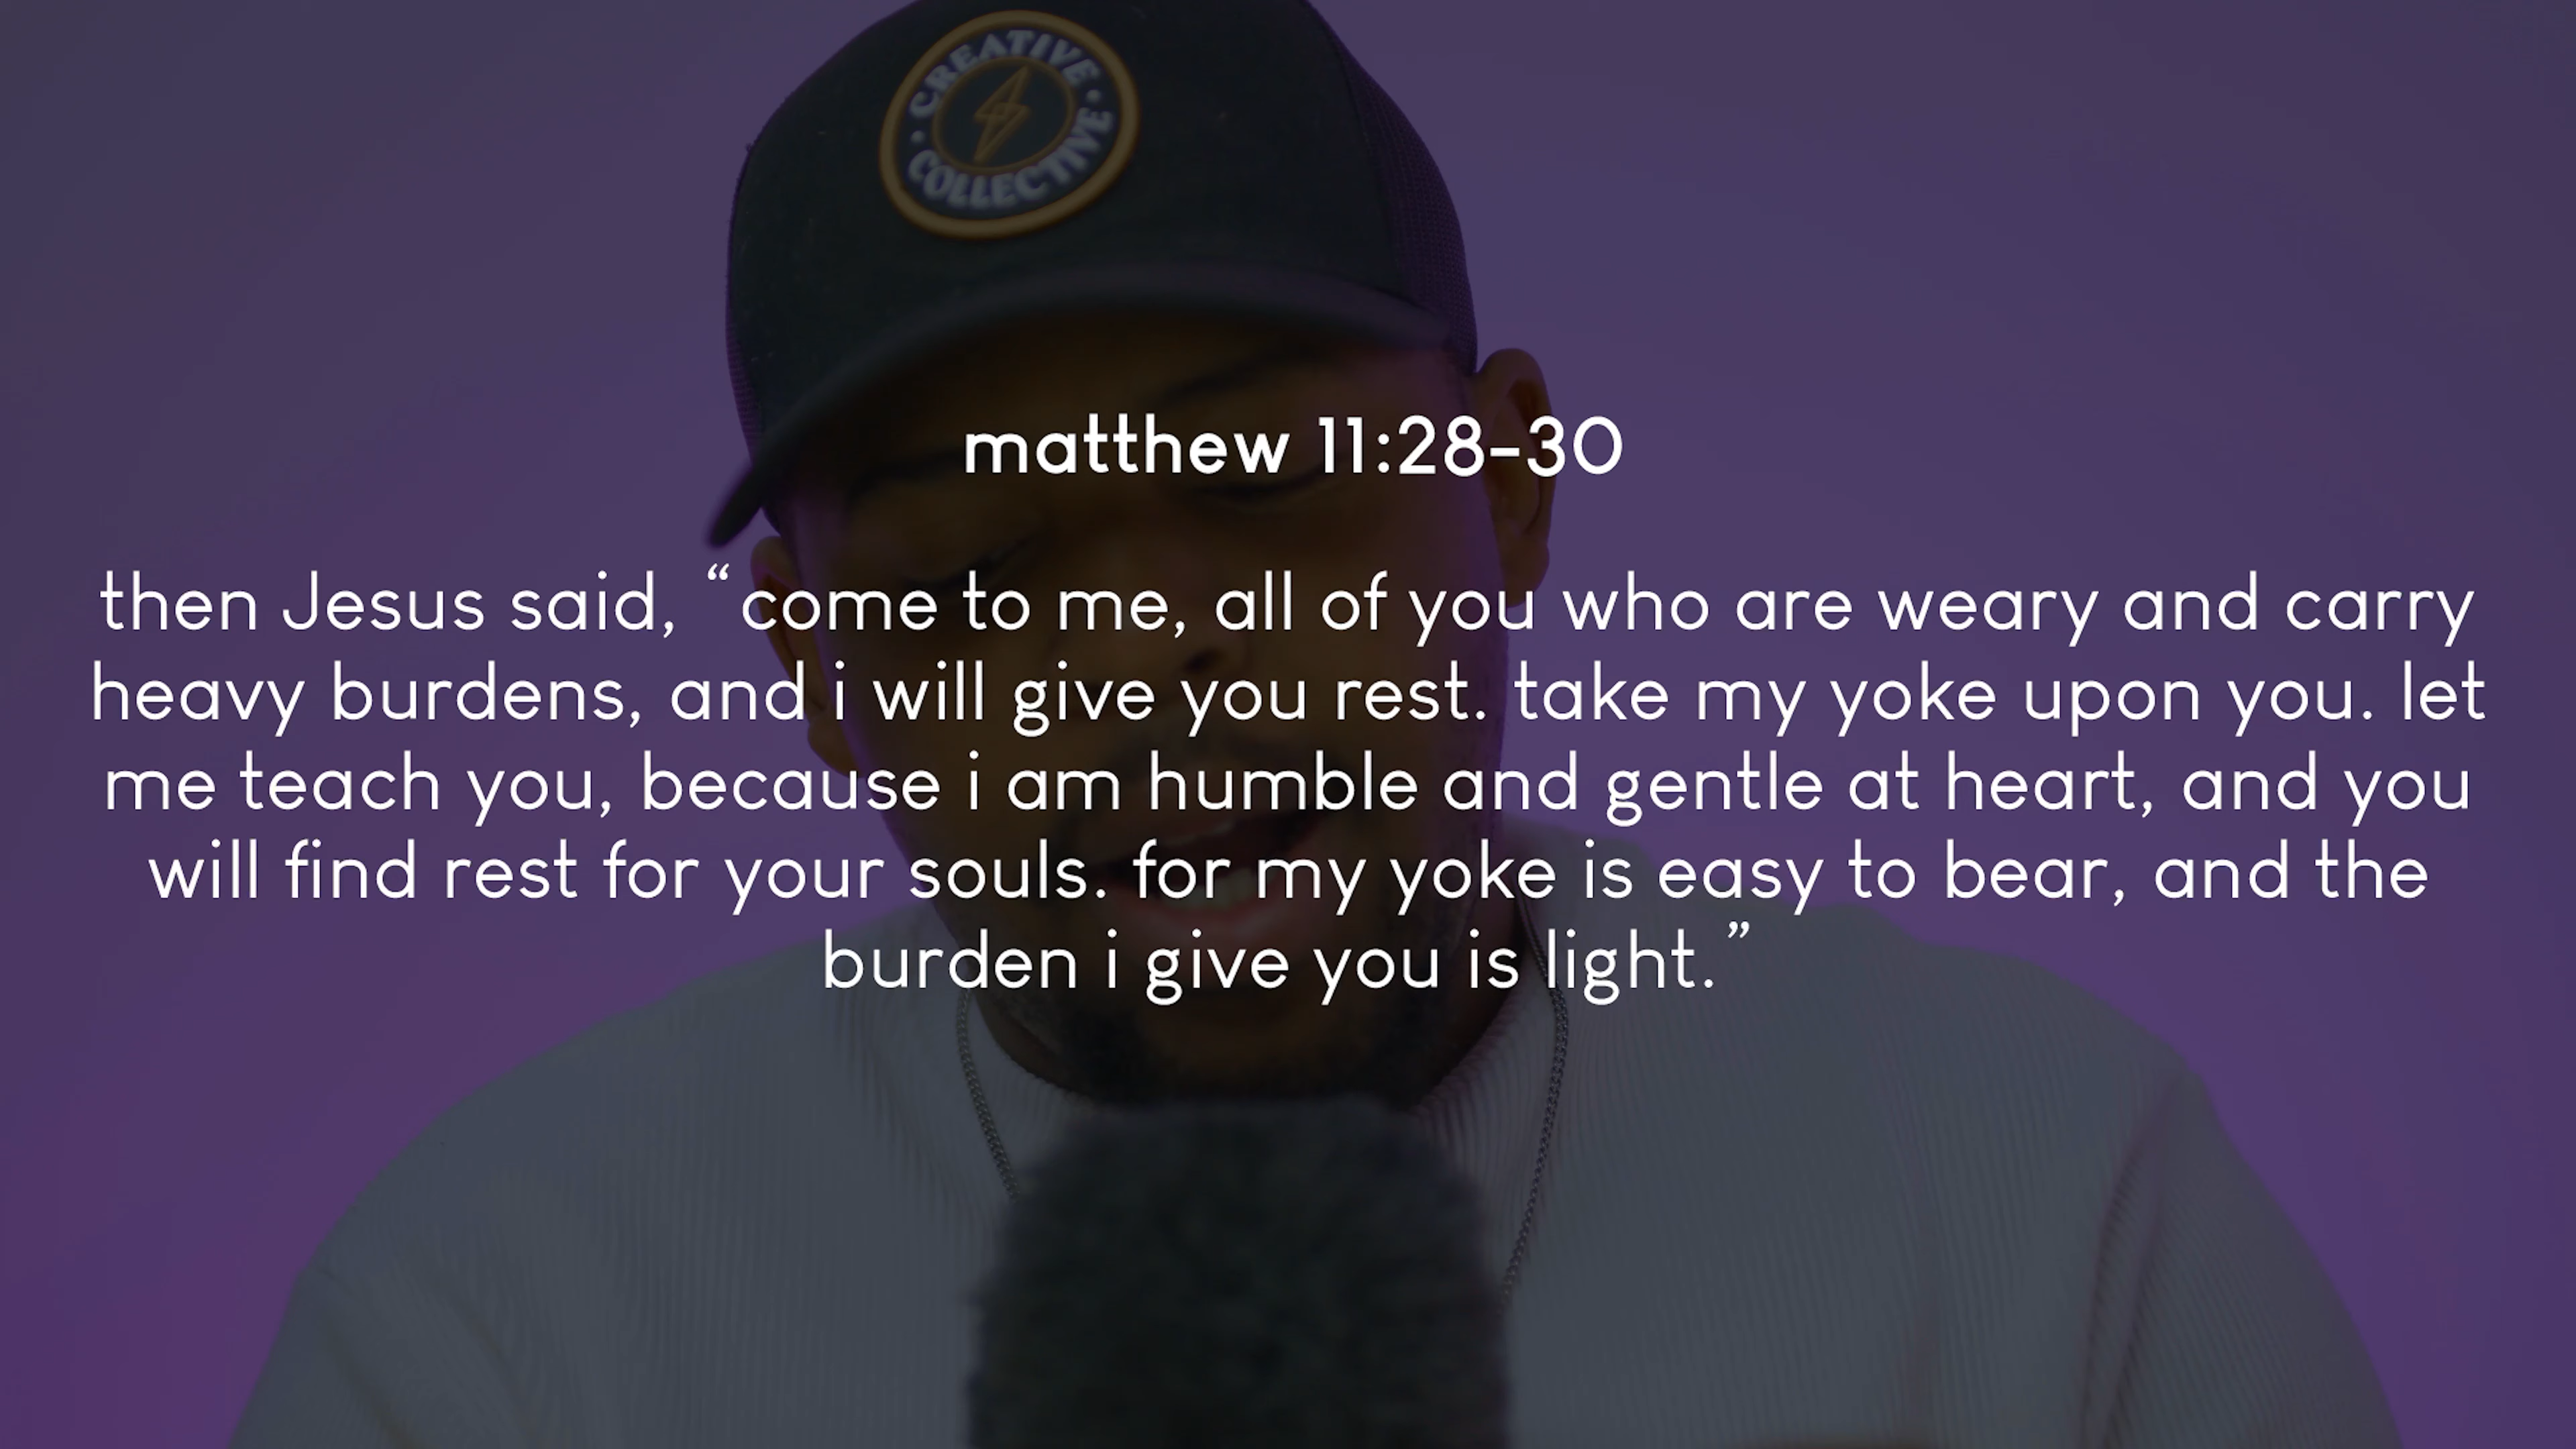 CREATIVE
COLLECTIVE
matthew 11:28-30
then Jesus said, “come to me, all of you who are weary and carry
heavy burdens, and i will give you rest. take my yoke upon you. let
me teach you, because i am humble and gentle at heart, and you
will find rest for your souls. for my yoke is easy to bear, and the
burden i give you is light.”